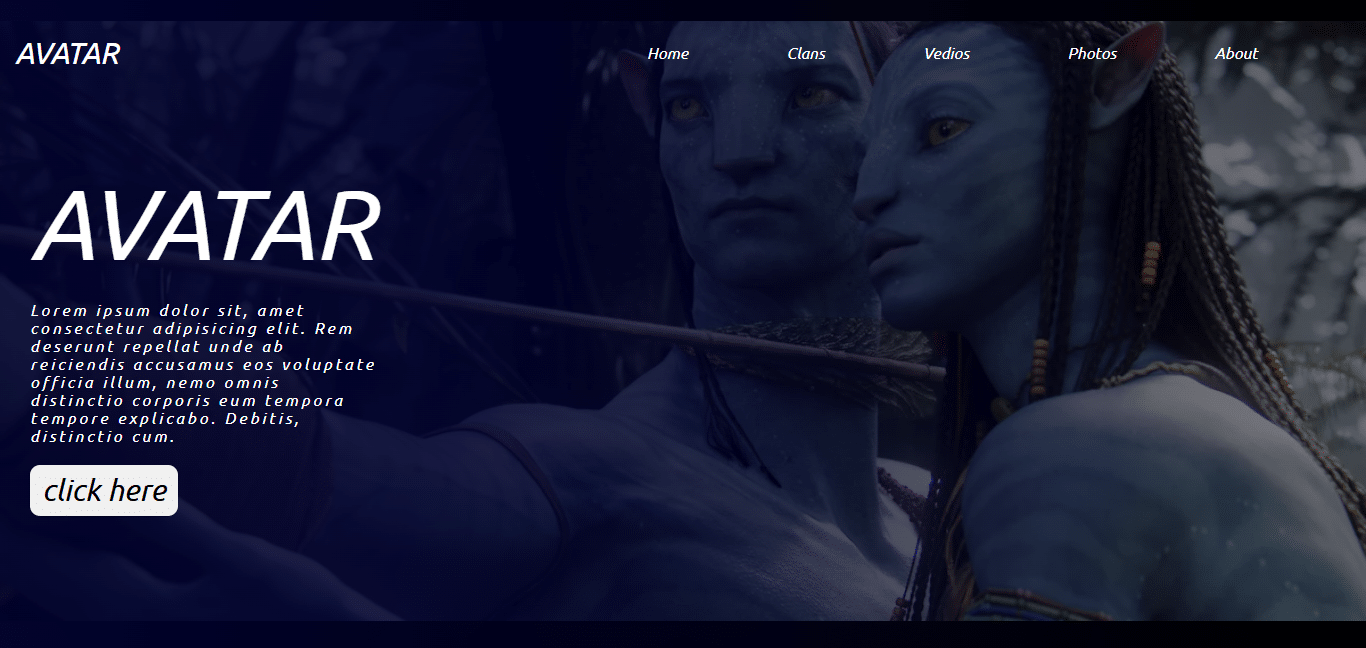 AVATAR
Home Clans Vedios Photos About
AVATAR
Lorem ipsum dolor sit, amet
consectetur adipisicing elit. Rem
deserunt repellat unde ab
reiciendis accusamus eos voluptate
officia illum, nemo omnis
distinctio corporis eum tempora
tempore explicabo. Debitis,
distinctio cum.
click here